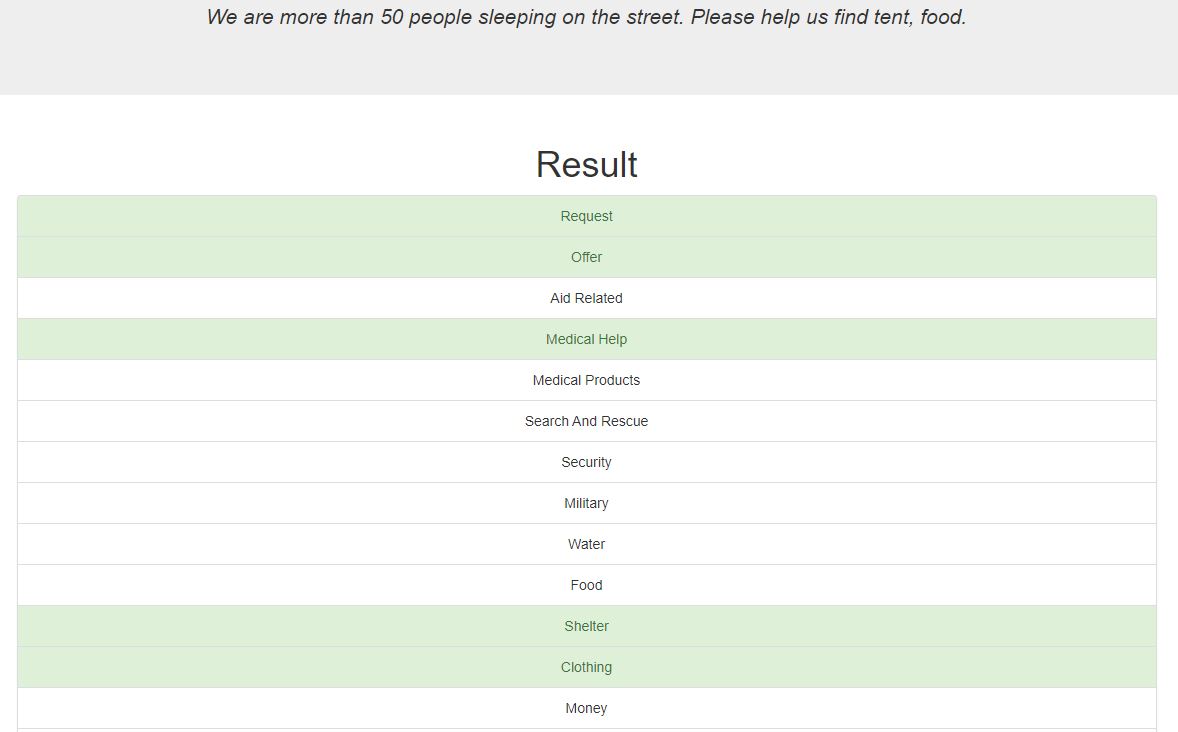 We are more than 50 people sleeping on the street. Please help us find tent, food.
Result
Request
Offer
Aid Related
Medical Help
Medical Products
Search And Rescue
Security
Military
Water
Food
Shelter
Clothing
Money